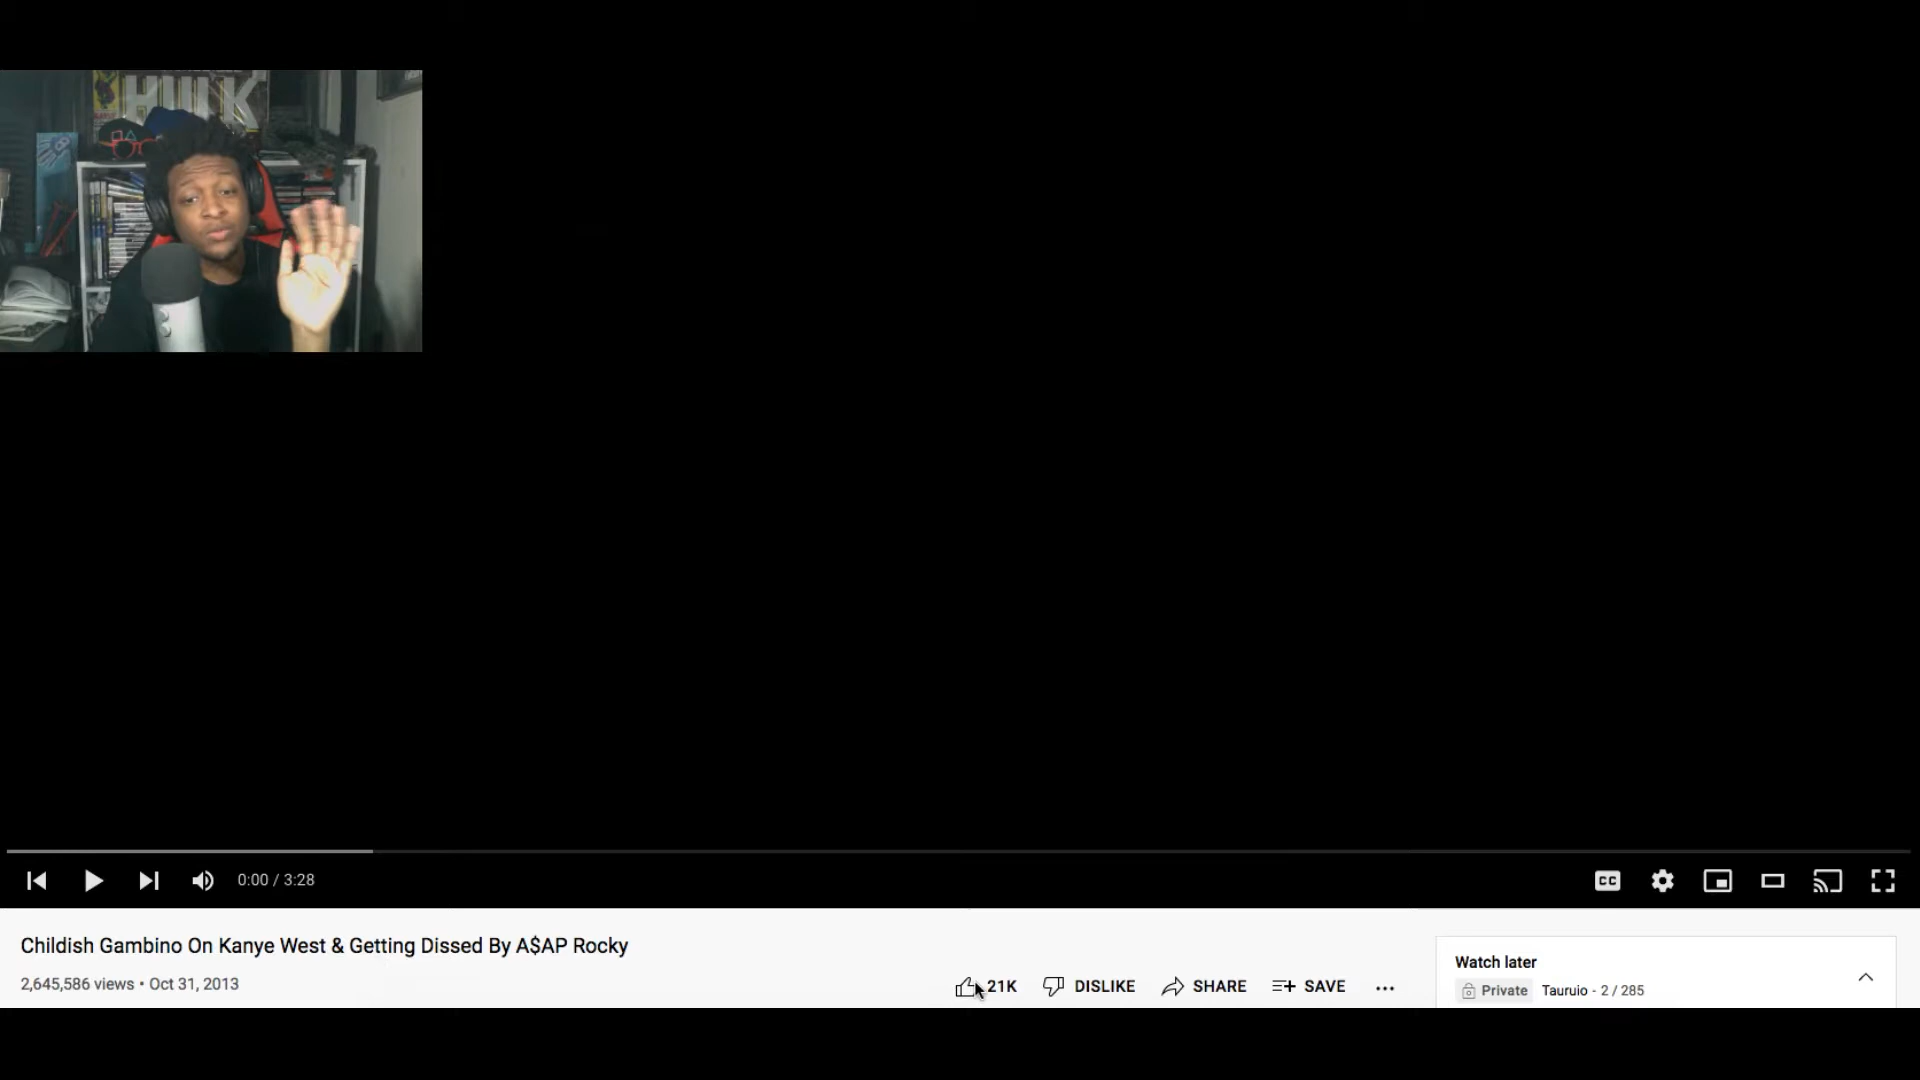 HULK
0:00 / 3:28
CC
Childish Gambino On Kanye West & Getting Dissed By A$AP Rocky
2,645,586 views • Oct 31, 2013
21K
DISLIKE
SHARE
SAVE
Watch later
Private
Tauruio - 2 / 285